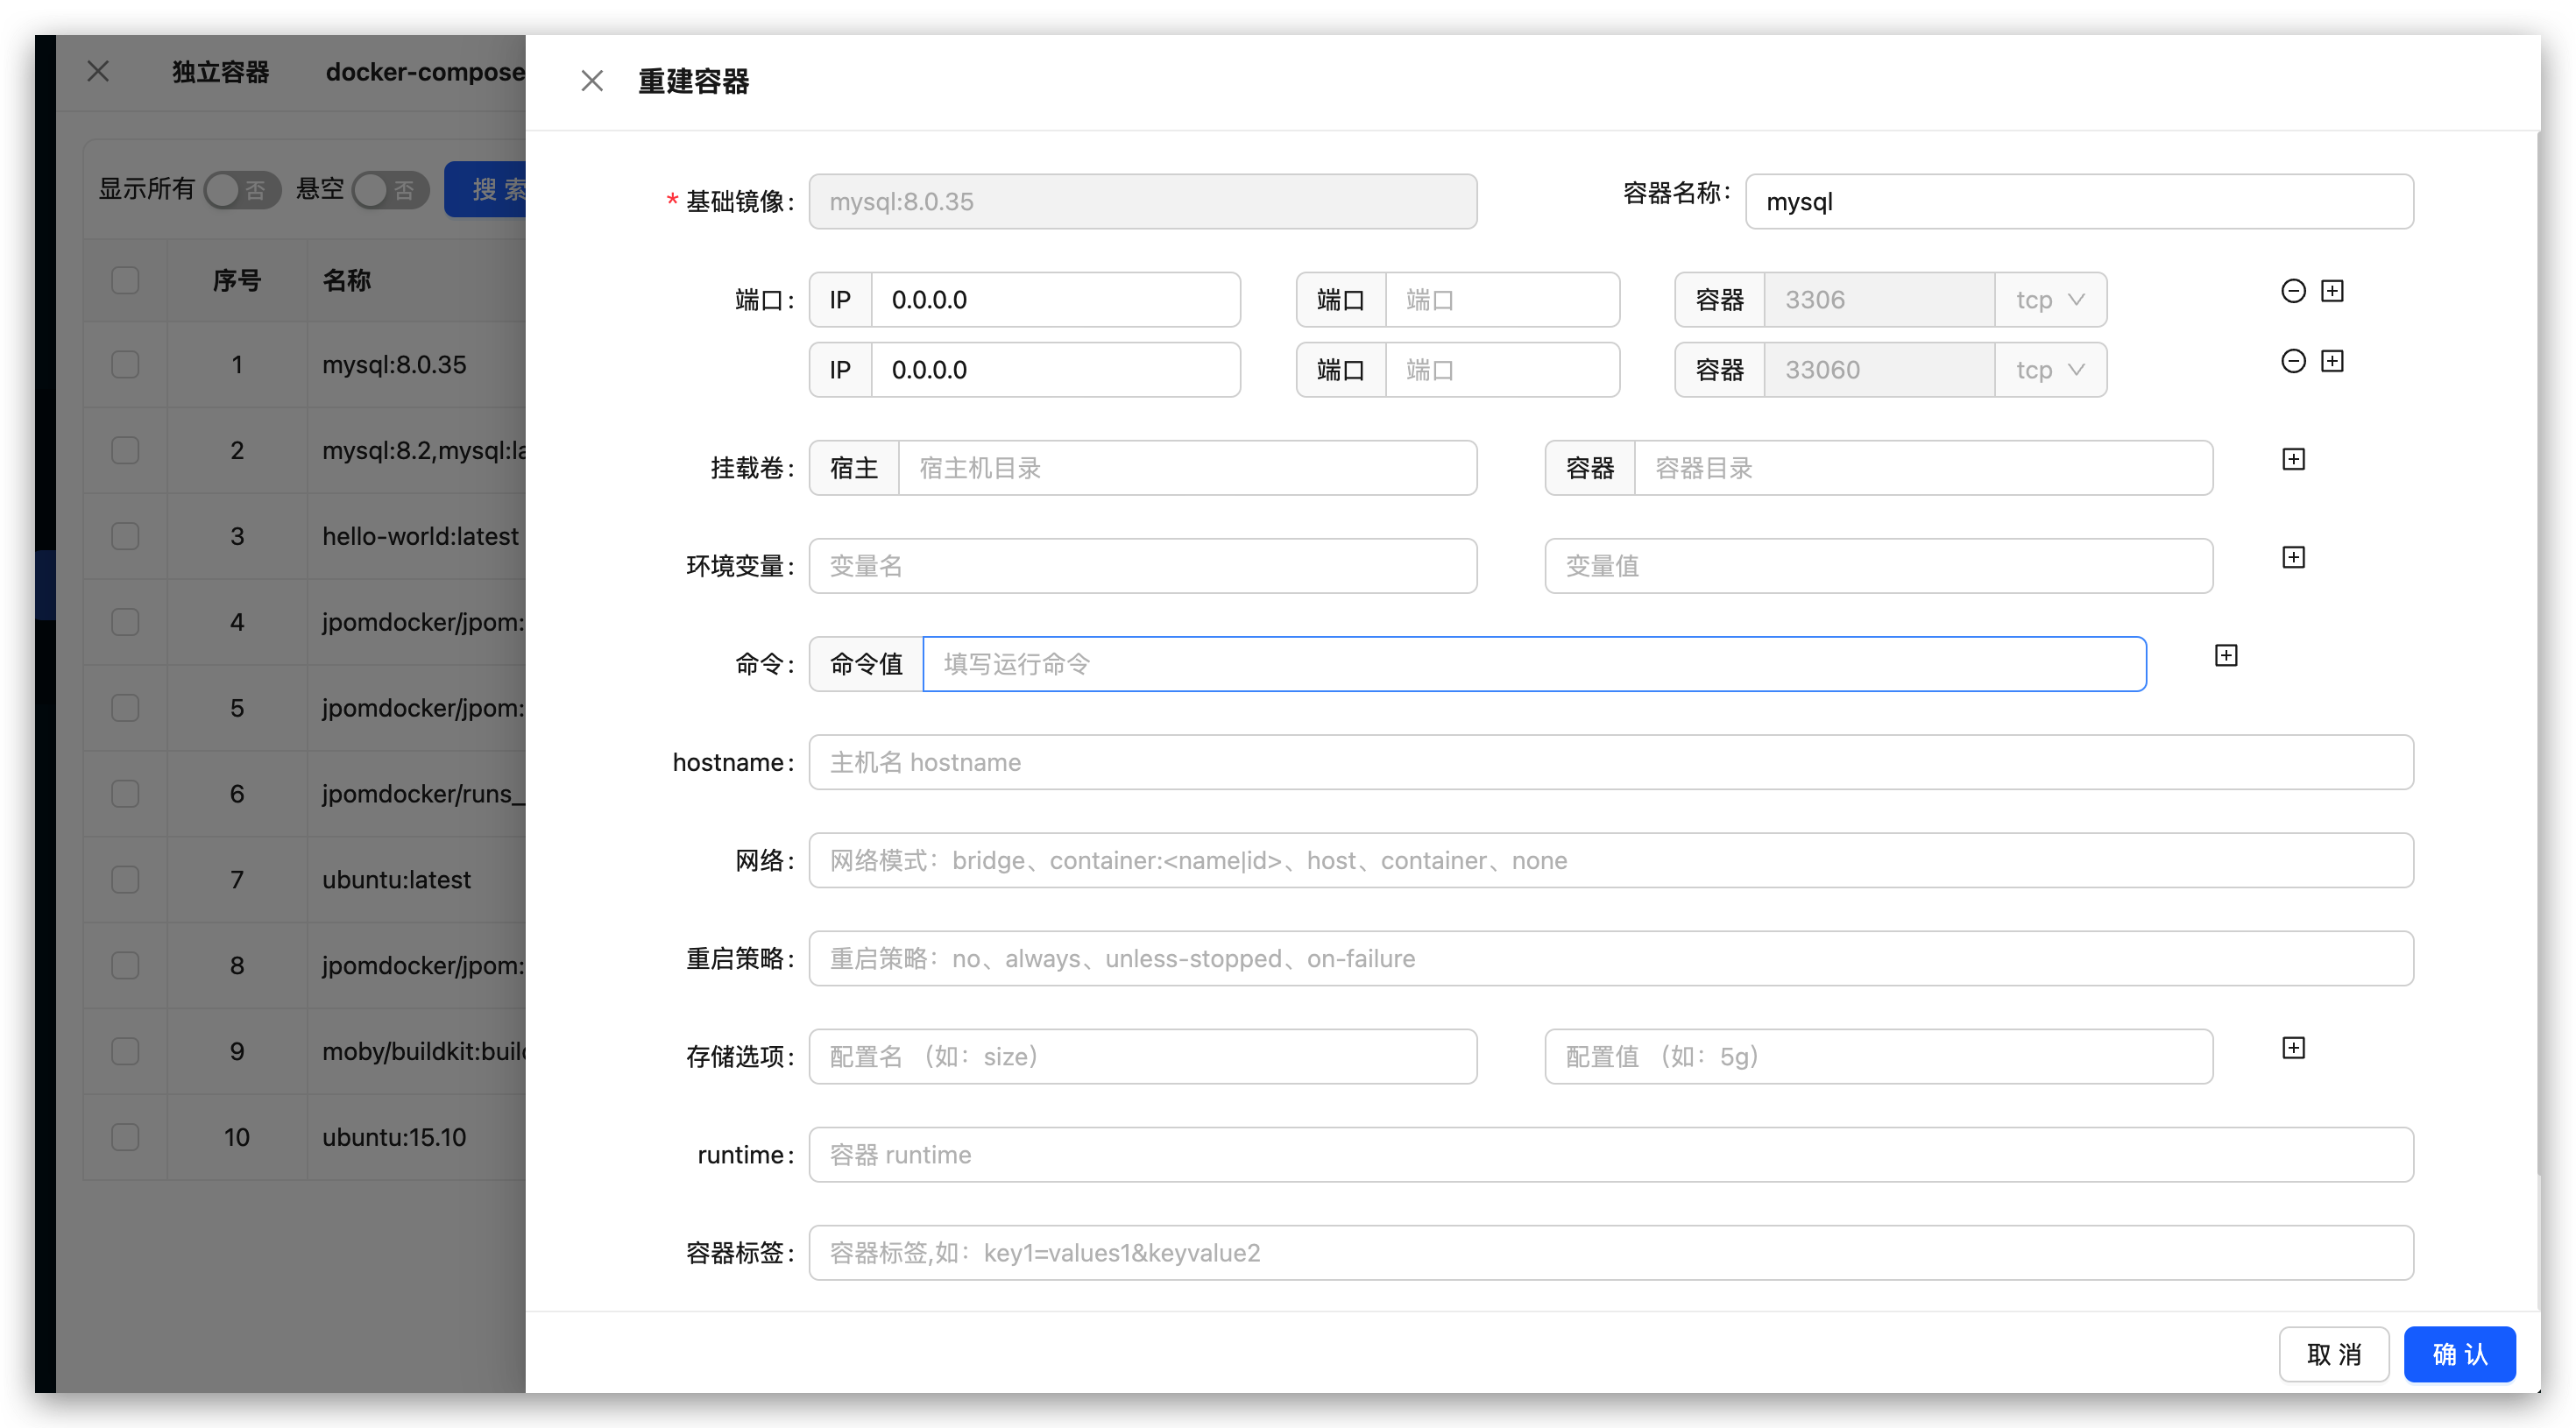 独立容器 docker-compose
显示所有 否 悬空 否 搜 索
序号 名称
1 mysql:8.0.35
2 mysql:8.2,mysql:la
3 hello-world:latest
4 jpomdocker/jpom:
5 jpomdocker/jpom:
6 jpomdocker/runs_
7 ubuntu:latest
8 jpomdocker/jpom:
9 moby/buildkit:build
10 ubuntu:15.10
重建容器
* 基础镜像: mysql:8.0.35 容器名称: mysql
端口: IP 0.0.0.0 端口 端口 容器 3306 tcp
IP 0.0.0.0 端口 端口 容器 33060 tcp
挂载卷: 宿主 宿主机目录 容器 容器目录
环境变量: 变量名 变量值
命令: 命令值 填写运行命令
hostname: 主机名 hostname
网络: 网络模式：bridge、container:<name|id>、host、container、none
重启策略: 重启策略：no、always、unless-stopped、on-failure
存储选项: 配置名 （如：size） 配置值 （如：5g）
runtime: 容器 runtime
容器标签: 容器标签,如：key1=values1&keyvalue2
取 消 确 认